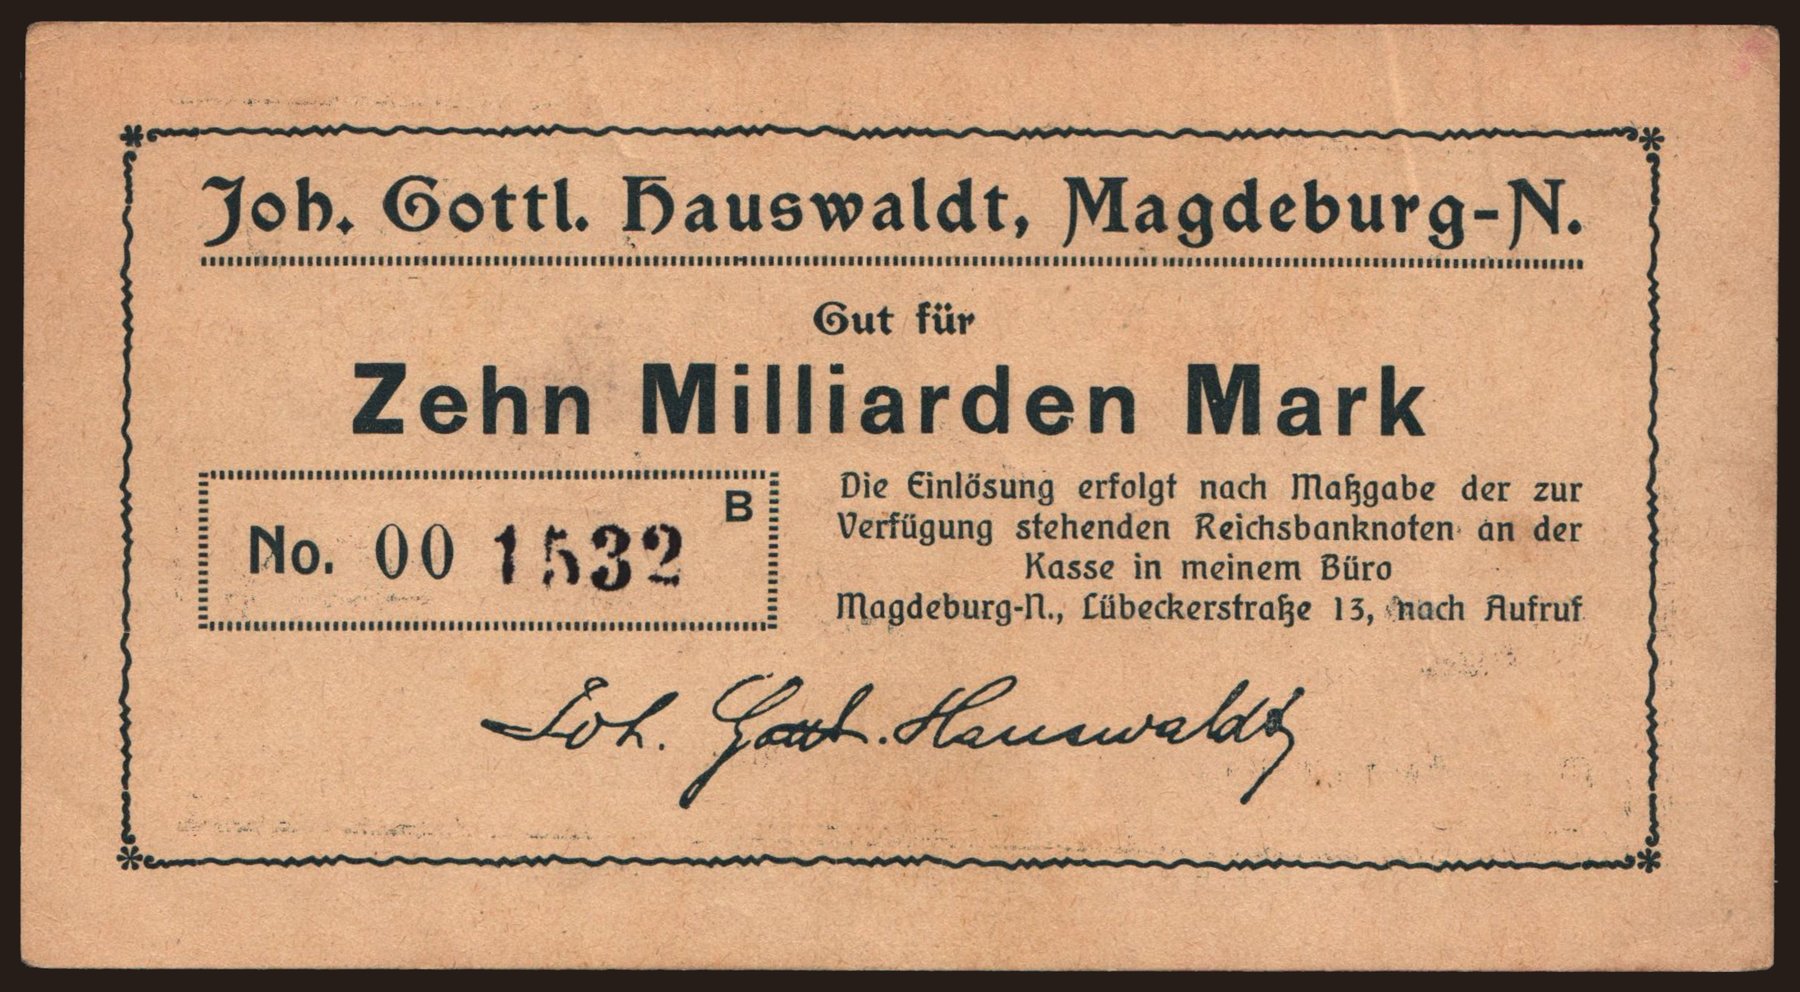 Joh. Gottl. Hauswaldt, Magdeburg-N.
Gut für
Zehn Milliarden Mark
B
No. 00 1532
Die Einlösung erfolgt nach Maßgabe der zur
Verfügung stehenden Reichsbanknoten an der
Kasse in meinem Büro
Magdeburg-N., Lübeckerstraße 13, nach Aufruf
Joh. Gottl. Hauswaldt